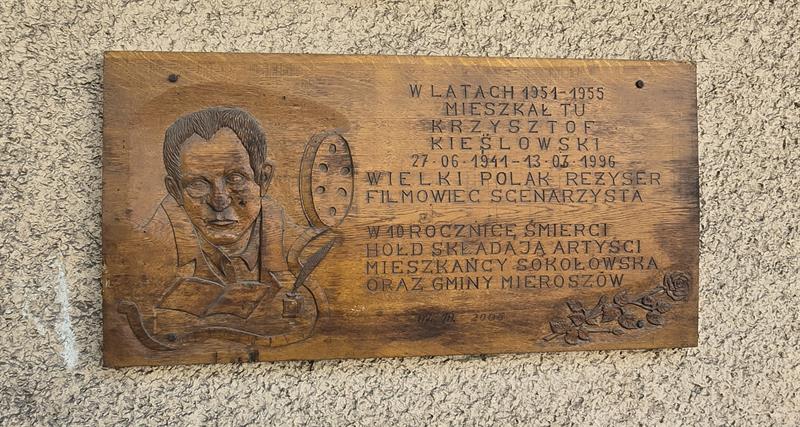 W LATACH 1951-1955
MIESZKAŁ TU
KRZYSZTOF
KIEŚLOWSKI
27·06·1941-13·03·1996
WIELKI POLAK REŻYSER
FILMOWIEC SCENARZYSTA
W 10 ROCZNICĘ ŚMIERCI
HOŁD SKŁADAJĄ ARTYŚCI
MIESZKAŃCY SOKOŁOWSKA
ORAZ GMINY MIEROSZÓW
2006